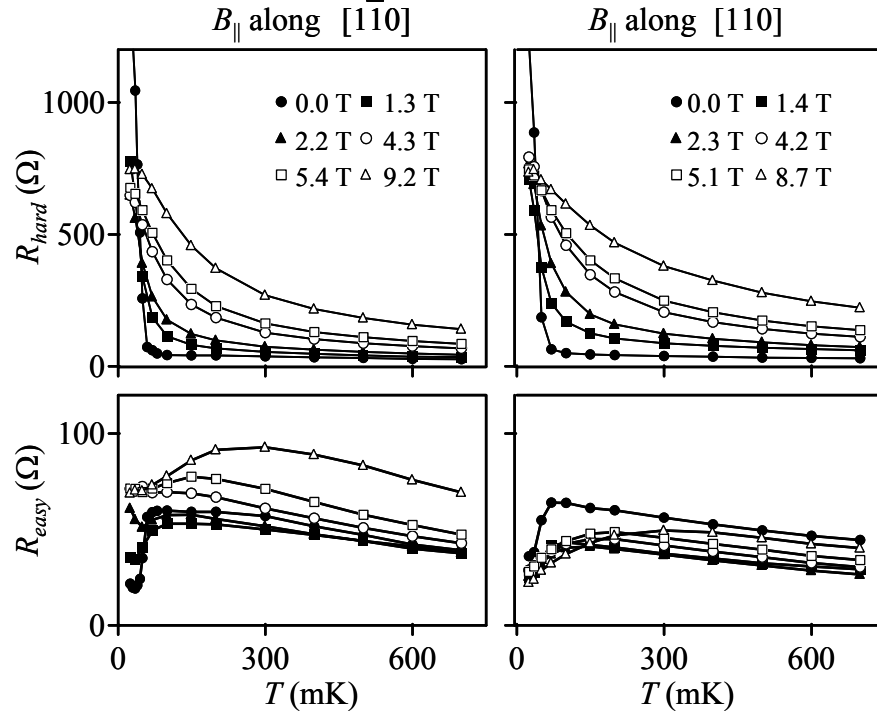 B∥ along [11̅0]
B∥ along [110]
1000
500
0
R_hard (Ω)
0.0 T 1.3 T
2.2 T 4.3 T
5.4 T 9.2 T
0.0 T 1.4 T
2.3 T 4.2 T
5.1 T 8.7 T
100
0
R_easy (Ω)
0 300 600
0 300 600
T (mK)
T (mK)